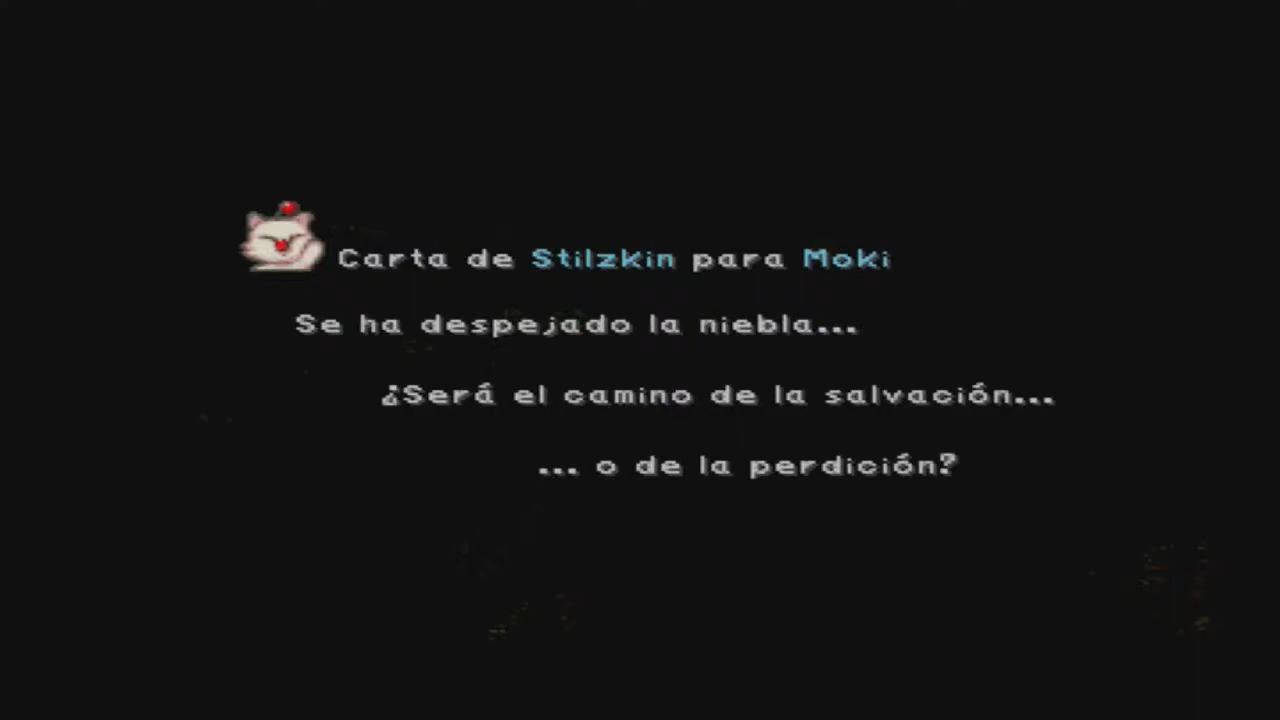 Carta de Stilzkin para Moki
Se ha despejado la niebla...
¿Será el camino de la salvación...
... o de la perdición?